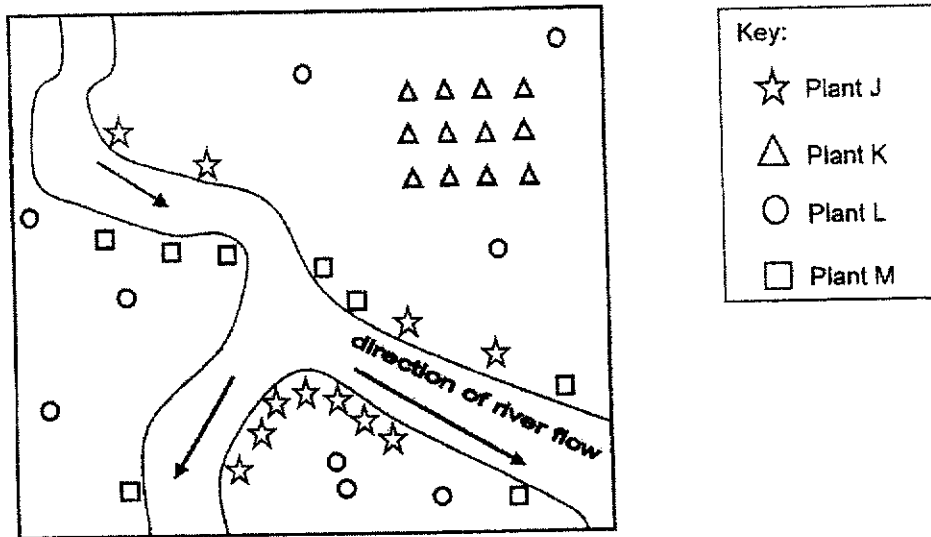 Key:
Plant J
Plant K
Plant L
Plant M
direction of river flow